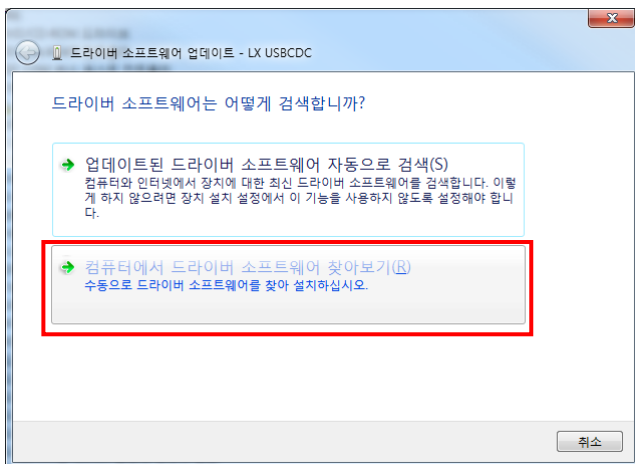 드라이버 소프트웨어 업데이트 - LX USBCDC
드라이버 소프트웨어는 어떻게 검색합니까?
업데이트된 드라이버 소프트웨어 자동으로 검색(S)
컴퓨터와 인터넷에서 장치에 대한 최신 드라이버 소프트웨어를 검색합니다. 이렇
게 하지 않으려면 장치 설치 설정에서 이 기능을 사용하지 않도록 설정해야 합니
다.
컴퓨터에서 드라이버 소프트웨어 찾아보기(R)
수동으로 드라이버 소프트웨어를 찾아 설치하십시오.
취소